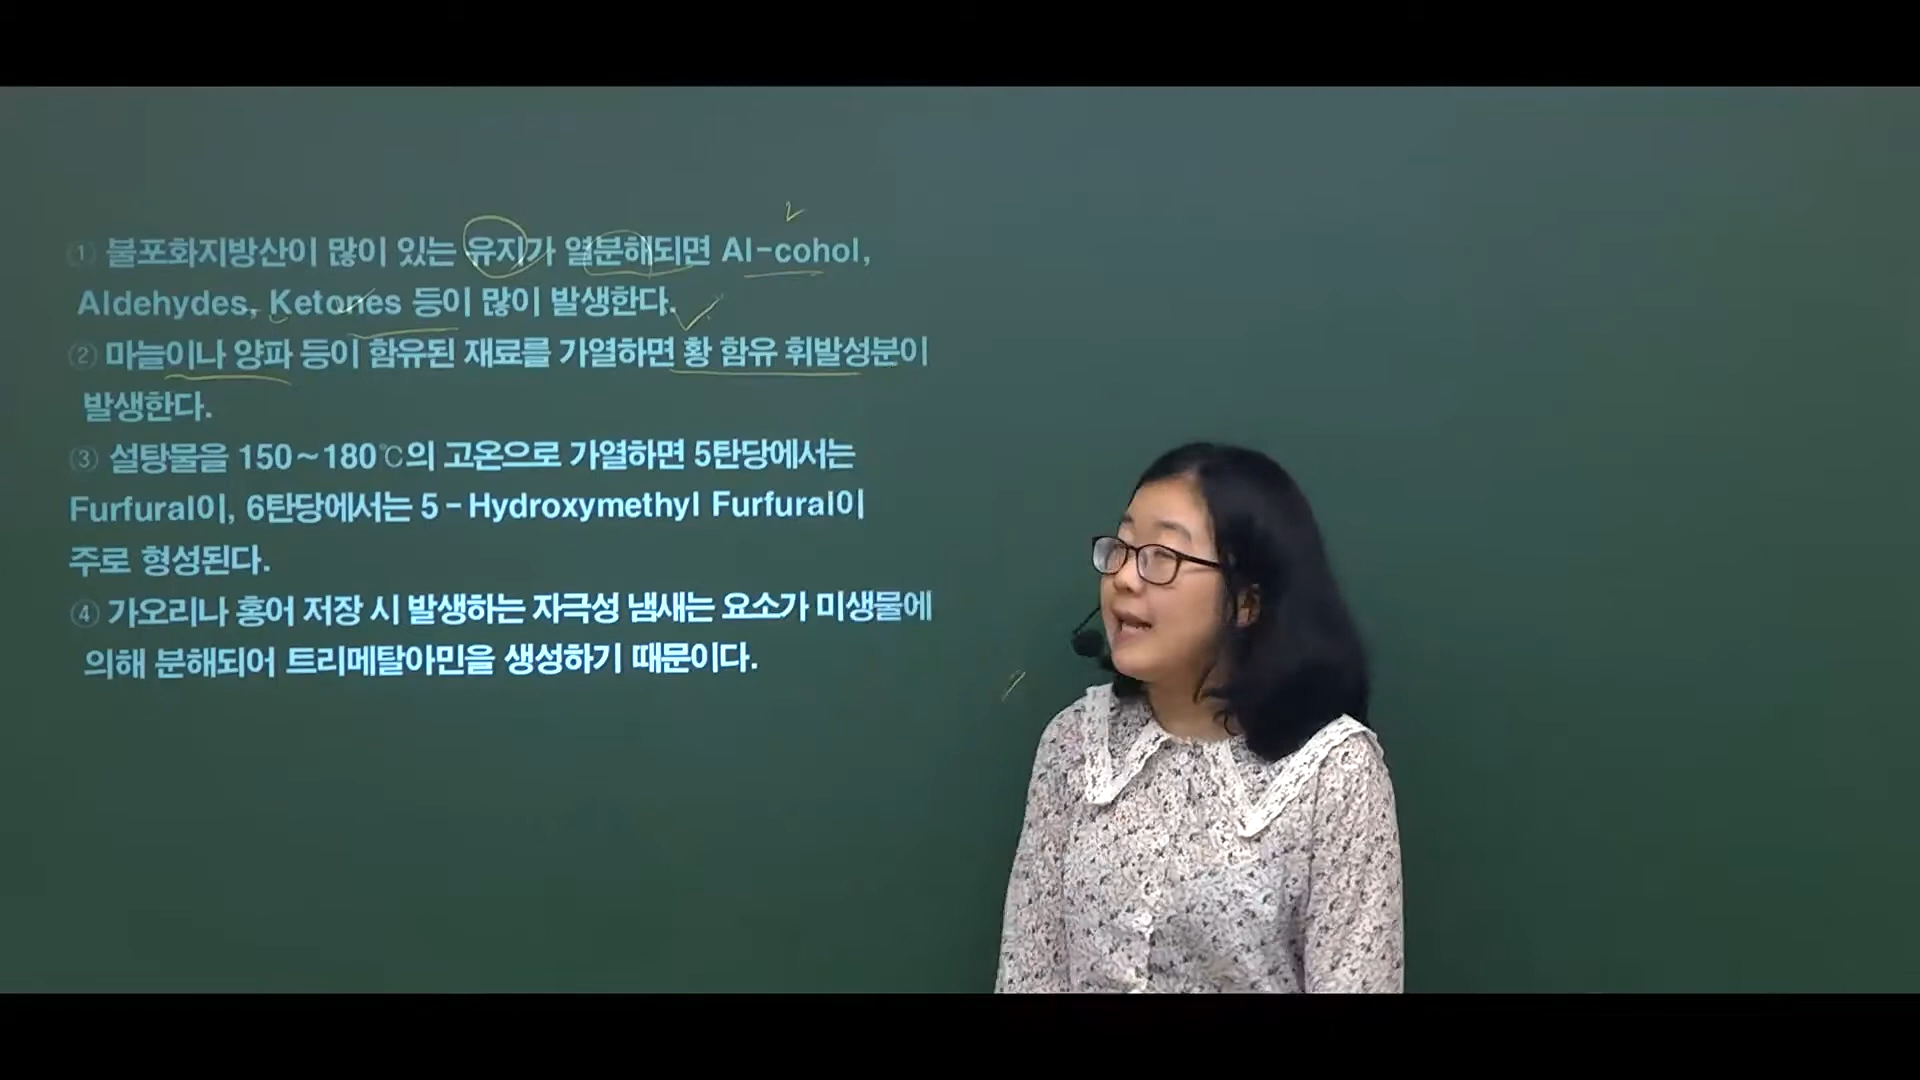 ① 불포화지방산이 많이 있는 유지가 열분해되면 Al-cohol,
Aldehydes, Ketones 등이 많이 발생한다.
② 마늘이나 양파 등이 함유된 재료를 가열하면 황 함유 휘발성분이
발생한다.
③ 설탕물을 150~180℃의 고온으로 가열하면 5탄당에서는
Furfural이, 6탄당에서는 5-Hydroxymethyl Furfural이
주로 형성된다.
④ 가오리나 홍어 저장 시 발생하는 자극성 냄새는 요소가 미생물에
의해 분해되어 트리메탈아민을 생성하기 때문이다.